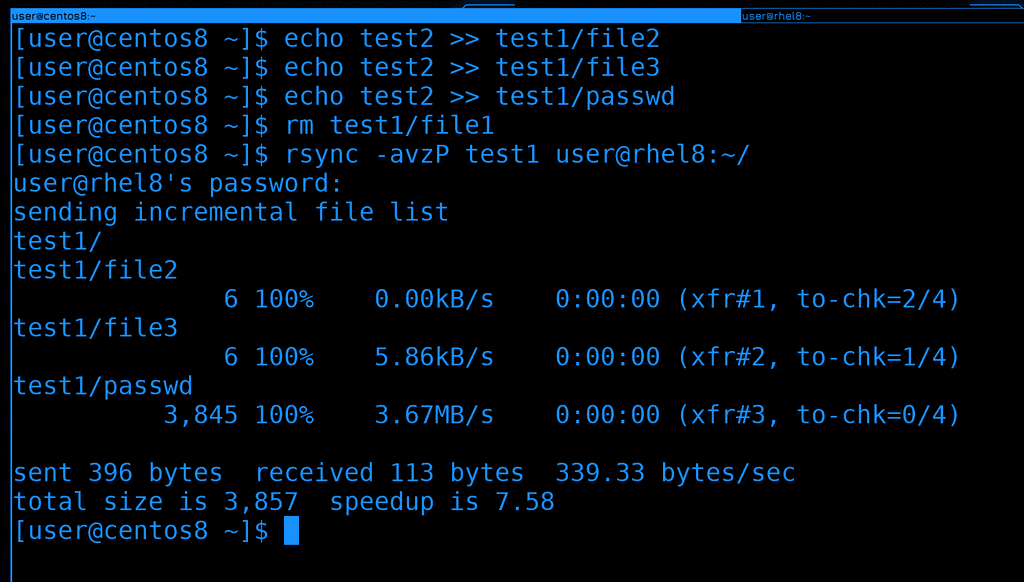 user@centos8:~ user@rhel8:~
[user@centos8 ~]$ echo test2 >> test1/file2
[user@centos8 ~]$ echo test2 >> test1/file3
[user@centos8 ~]$ echo test2 >> test1/passwd
[user@centos8 ~]$ rm test1/file1
[user@centos8 ~]$ rsync -avzP test1 user@rhel8:~/
user@rhel8's password:
sending incremental file list
test1/
test1/file2
              6 100%    0.00kB/s    0:00:00 (xfr#1, to-chk=2/4)
test1/file3
              6 100%    5.86kB/s    0:00:00 (xfr#2, to-chk=1/4)
test1/passwd
          3,845 100%    3.67MB/s    0:00:00 (xfr#3, to-chk=0/4)
sent 396 bytes  received 113 bytes  339.33 bytes/sec
total size is 3,857  speedup is 7.58
[user@centos8 ~]$